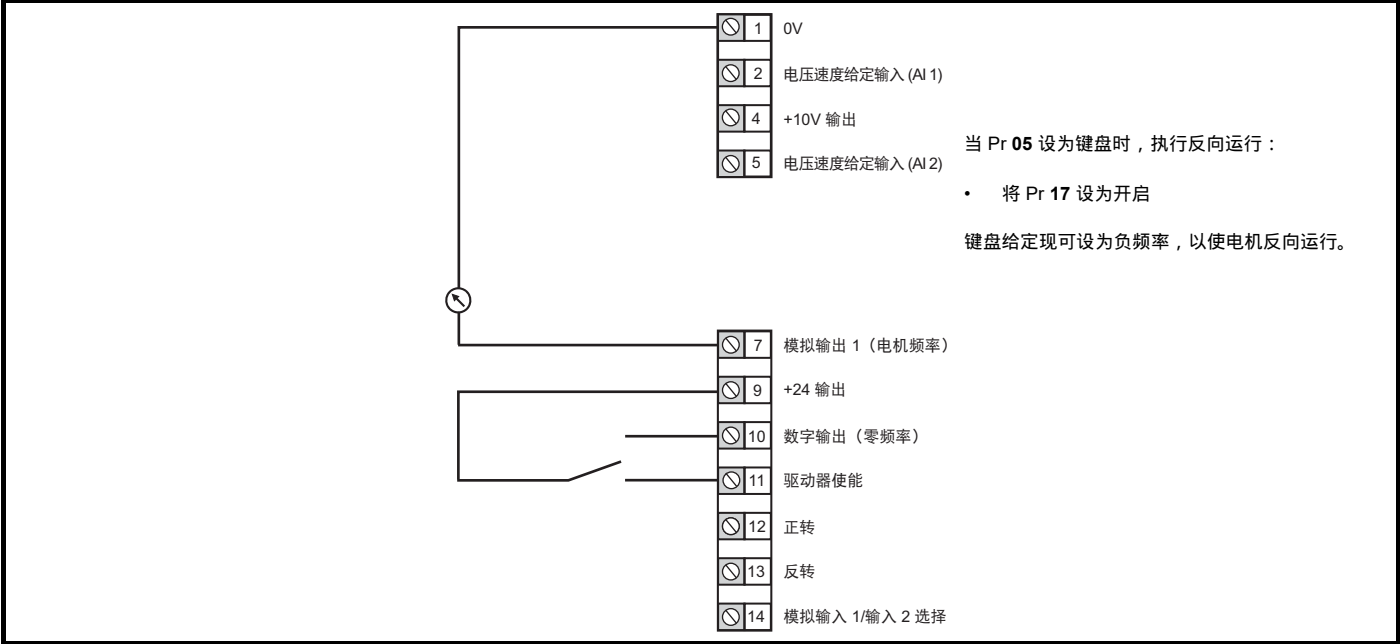 1 0V
2 电压速度给定输入 (AI 1)
4 +10V 输出
5 电压速度给定输入 (AI 2)
当 Pr 05 设为键盘时，执行反向运行：
• 将 Pr 17 设为开启
键盘给定现可设为负频率，以使电机反向运行。
7 模拟输出 1（电机频率）
9 +24 输出
10 数字输出（零频率）
11 驱动器使能
12 正转
13 反转
14 模拟输入 1/输入 2 选择